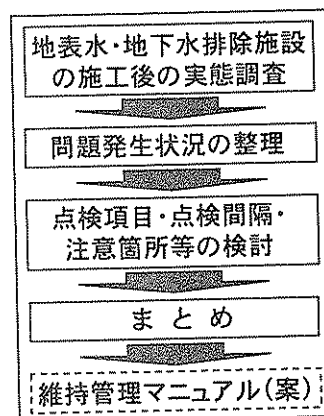 地表水・地下水排除施設
の施工後の実態調査
問題発生状況の整理
点検項目・点検間隔・
注意箇所等の検討
まとめ
維持管理マニュアル(案)